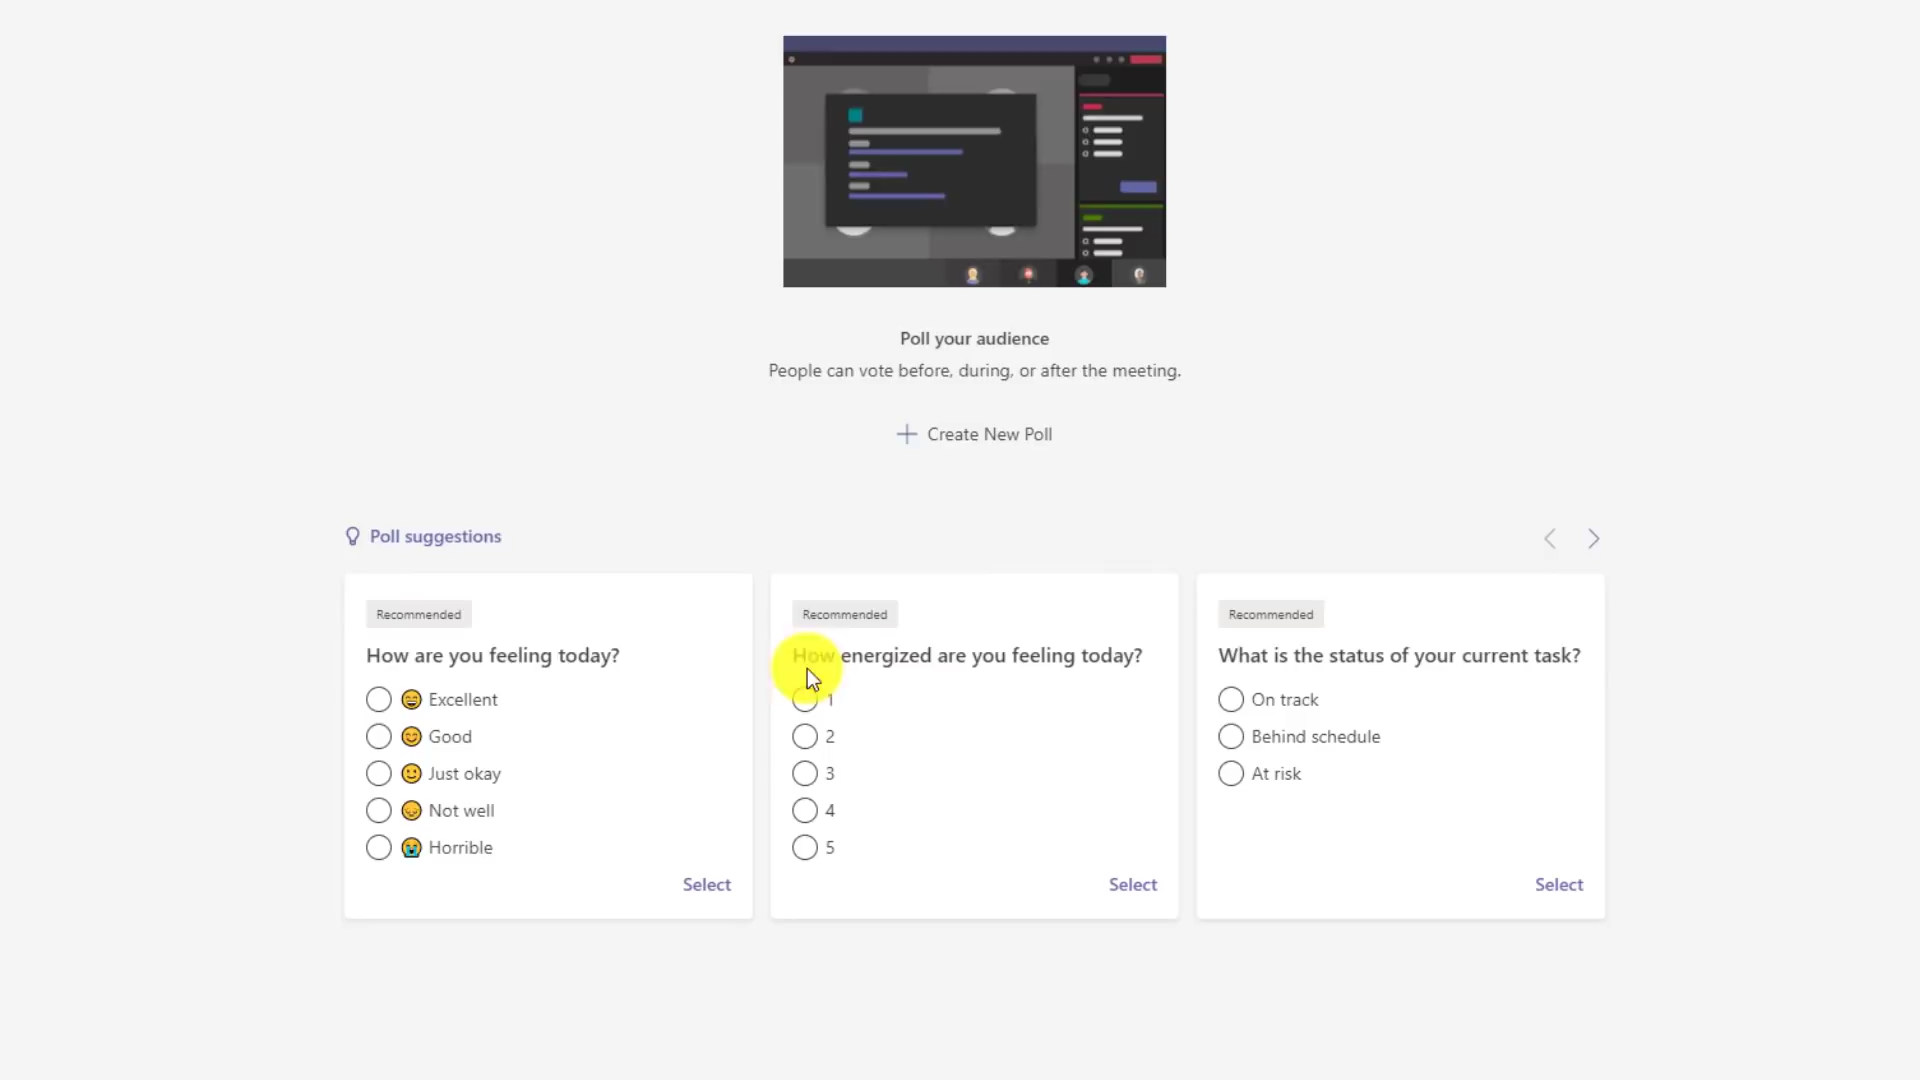 Poll your audience
People can vote before, during, or after the meeting.
Create New Poll
Poll suggestions
Recommended
How are you feeling today?
Excellent
Good
Just okay
Not well
Horrible
Select
Recommended
How energized are you feeling today?
1
2
3
4
5
Select
Recommended
What is the status of your current task?
On track
Behind schedule
At risk
Select